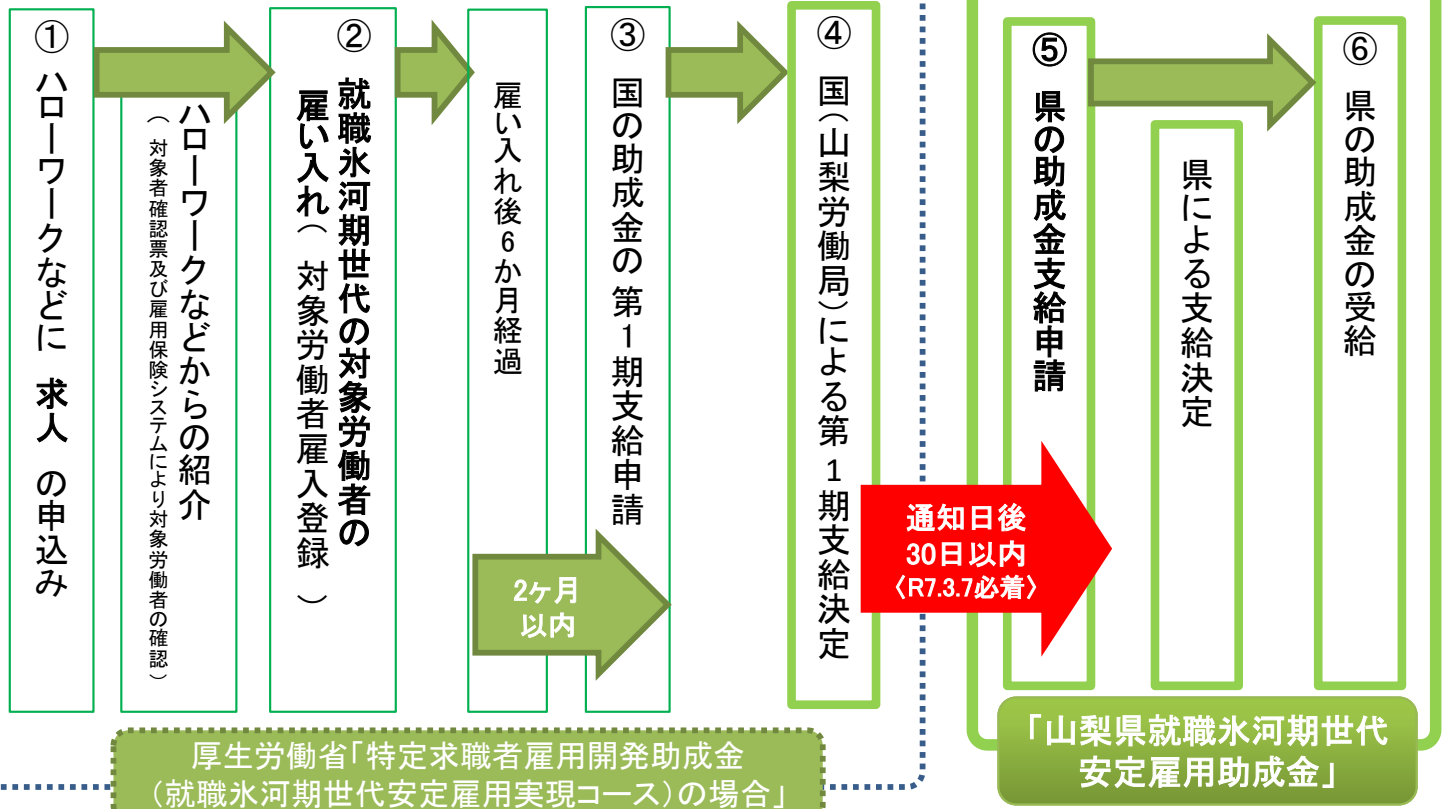 ①ハローワークなどに 求人 の申込み
ハローワークなどからの紹介
（対象者確認票及び雇用保険システムにより対象労働者の確認）
②就職氷河期世代の対象労働者の
雇い入れ（対象労働者雇入登録）
雇い入れ後6か月経過
2ヶ月
以内
③国の助成金の第1期支給申請
④国（山梨労働局）による第1期支給決定
通知日後
30日以内
〈R7.3.7必着〉
⑤県の助成金支給申請
県による支給決定
⑥県の助成金の受給
厚生労働省「特定求職者雇用開発助成金
（就職氷河期世代安定雇用実現コース）の場合」
「山梨県就職氷河期世代
安定雇用助成金」